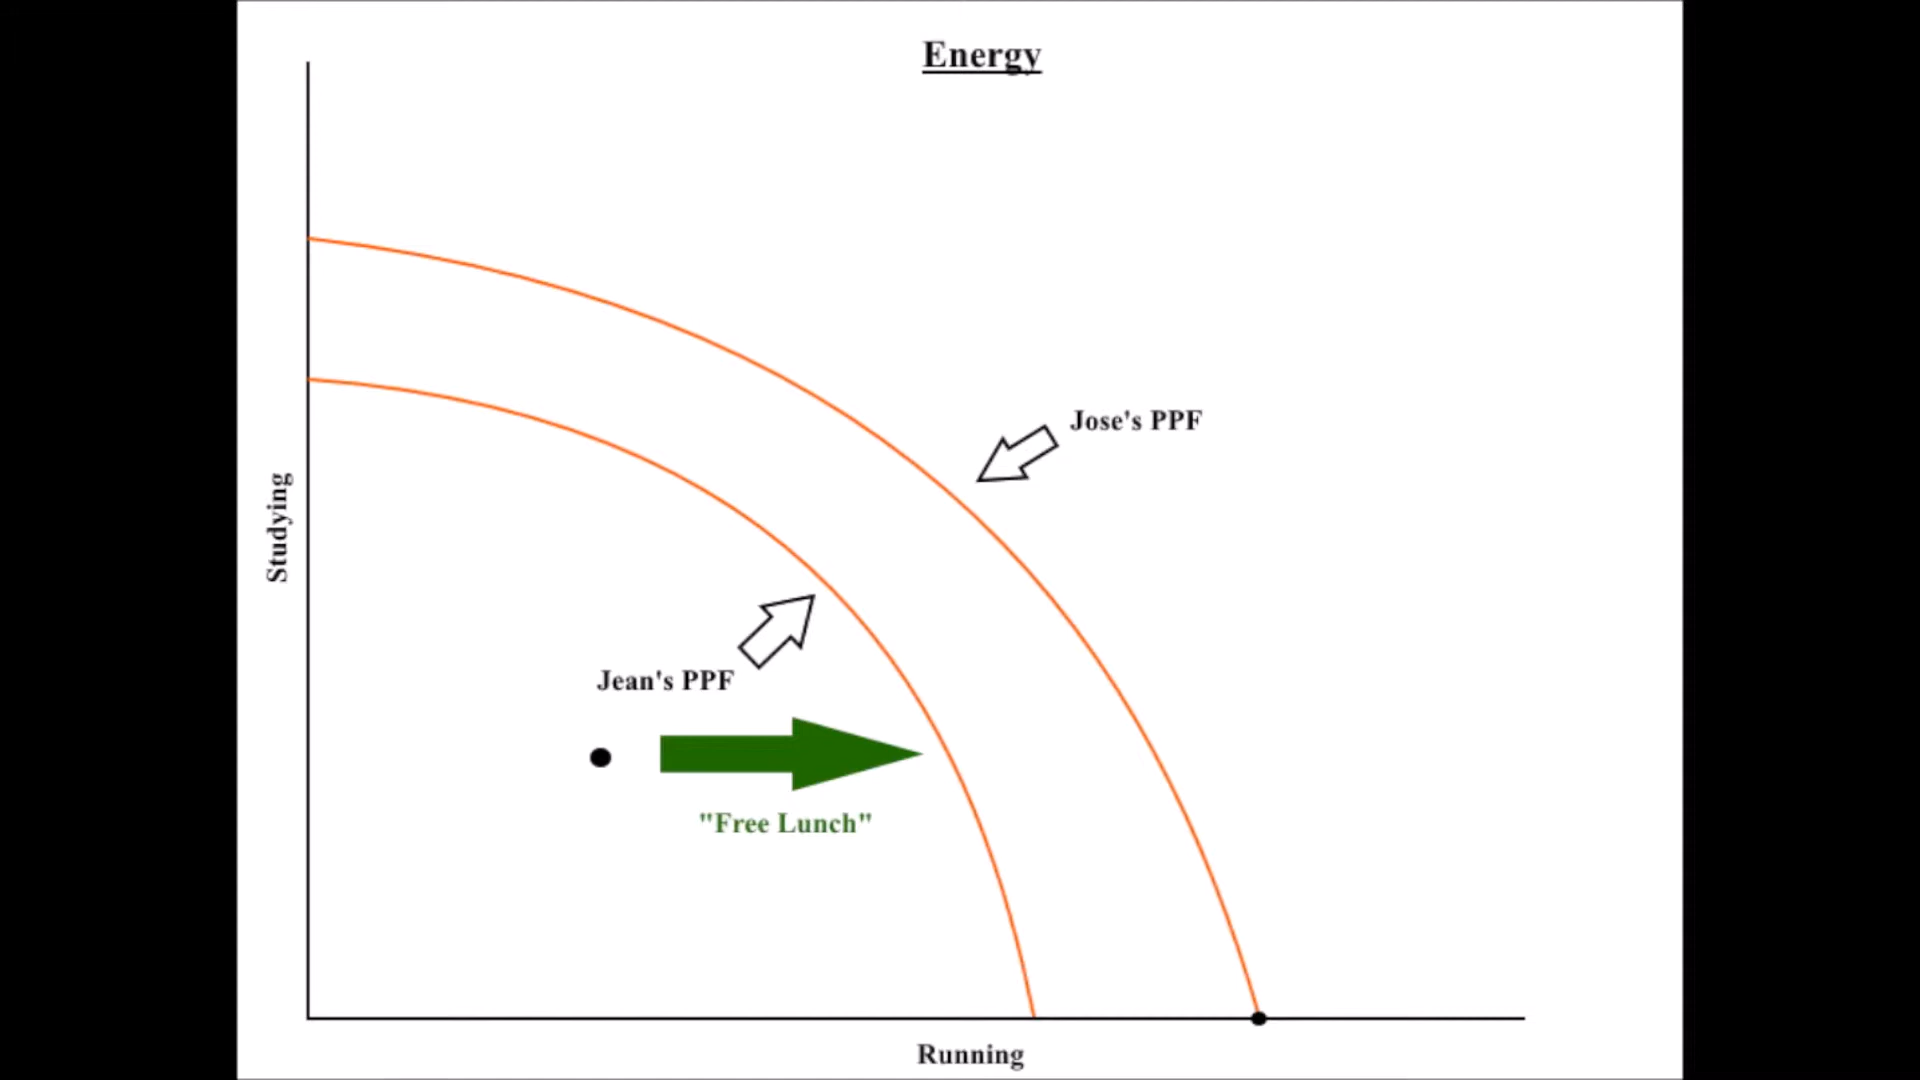 Energy
Jose's PPF
Studying
Jean's PPF
"Free Lunch"
Running